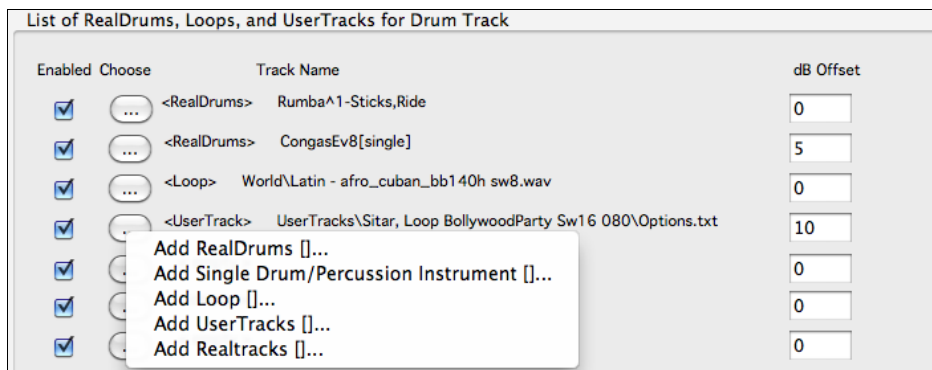 List of RealDrums, Loops, and UserTracks for Drum Track
Enabled Choose Track Name dB Offset
... <RealDrums> Rumba^1-Sticks,Ride 0
... <RealDrums> CongasEv8[single] 5
... <Loop> World\Latin - afro_cuban_bb140h sw8.wav 0
... <UserTrack> UserTracks\Sitar, Loop BollywoodParty Sw16 080\Options.txt 10
Add RealDrums []...
Add Single Drum/Percussion Instrument []... 0
Add Loop []... 0
Add UserTracks []...
Add Realtracks []... 0